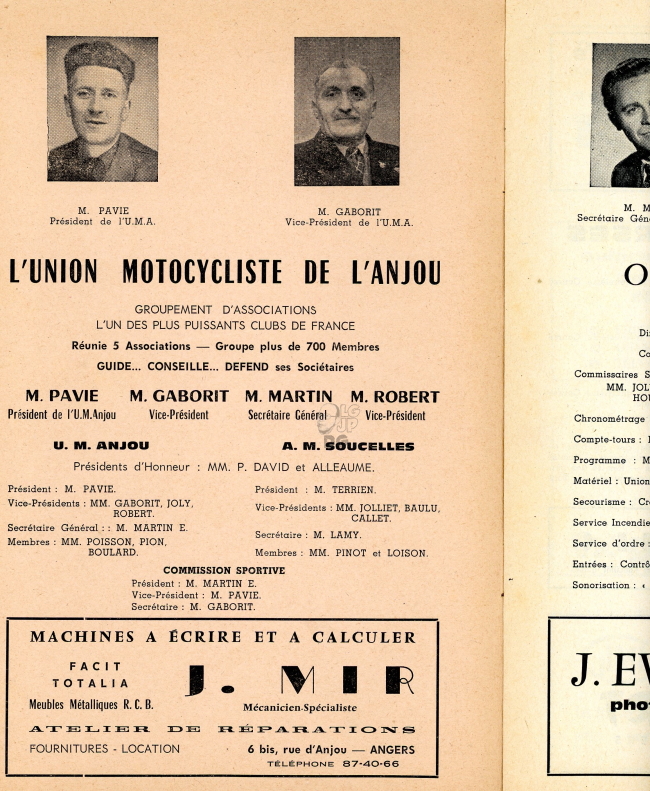 M. PAVIE
Président de l'U.M.A.
M. GABORIT
Vice-Président de l'U.M.A.
L'UNION MOTOCYCLISTE DE L'ANJOU
GROUPEMENT D'ASSOCIATIONS
L'UN DES PLUS PUISSANTS CLUBS DE FRANCE
Réunie 5 Associations — Groupe plus de 700 Membres
GUIDE... CONSEILLE... DEFEND ses Sociétaires
M. PAVIE M. GABORIT M. MARTIN M. ROBERT
Président de l'U.M.Anjou Vice-Président Secrétaire Général Vice-Président
U. M. ANJOU A. M. SOUCELLES
Présidents d'Honneur : MM. P. DAVID et ALLEAUME.
Président : M. PAVIE.
Vice-Présidents : MM. GABORIT, JOLY,
ROBERT.
Secrétaire Général : : M. MARTIN E.
Membres : MM. POISSON, PION,
BOULARD.
Président : M. TERRIEN.
Vice-Présidents : MM. JOLLIET, BAULU,
CALLET.
Secrétaire : M. LAMY.
Membres : MM. PINOT et LOISON.
COMMISSION SPORTIVE
Président : M. MARTIN E.
Vice-Président : M. PAVIE.
Secrétaire : M. GABORIT.
MACHINES A ÉCRIRE ET A CALCULER
FACIT
TOTALIA
Meubles Métalliques R. C. B.
J. MIR
Mécanicien-Spécialiste
ATELIER DE RÉPARATIONS
FOURNITURES - LOCATION
6 bis, rue d'Anjou — ANGERS
TÉLÉPHONE 87-40-66
M. M
Secrétaire Géné
O
Di
Co
Commissaires S
MM. JOL
HOU
Chronométrage
Compte-tours :
Programme : M
Matériel : Union
Secourisme : Cr
Service Incendie
Service d'ordre :
Entrées : Contrô
Sonorisation : «
J. EV
phot